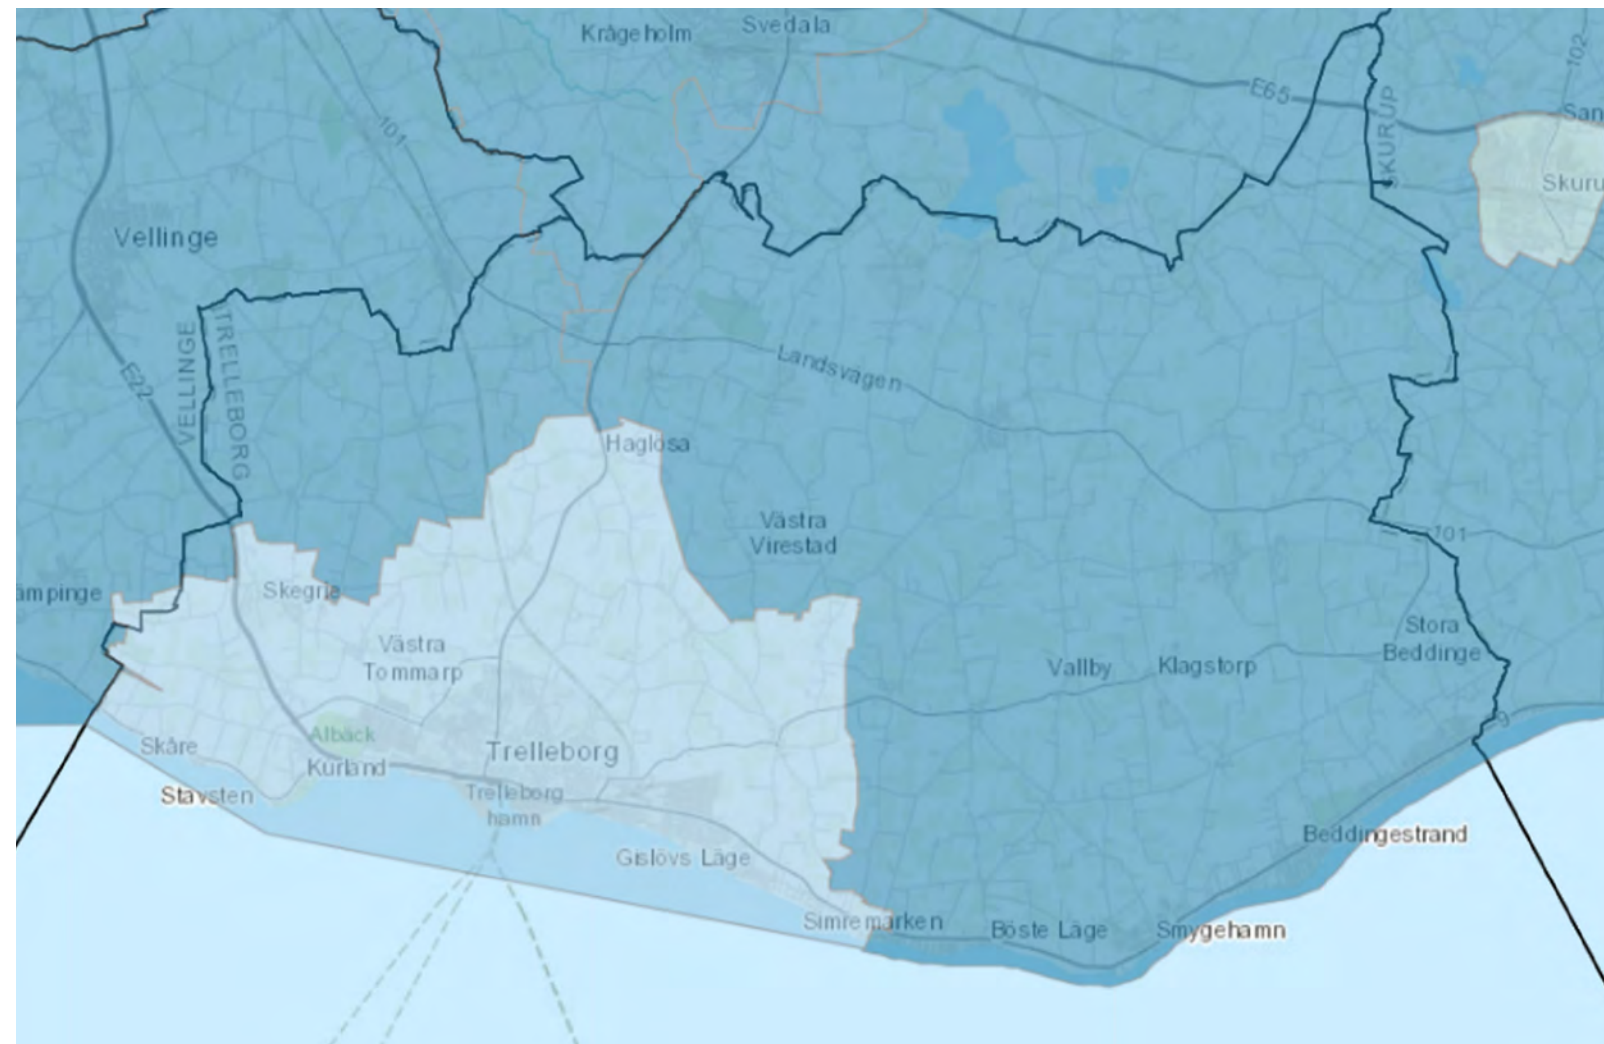 Krågeholm
Svedala
102
E65
101
SKURUP
San
Skuru
Vellinge
VELLINGE
TRELLEBORG
E22
Landsvägen
Haglösa
Västra
Virestad
101
ämpinge
Skegrie
Västra
Tommarp
Stora
Beddinge
Vallby
Klagstorp
9
Albäck
Skåre
Trelleborg
Kurland
Stavsten
Trelleborg
hamn
Beddingestrand
Gislövs Läge
Simremarken
Böste Läge
Smygehamn